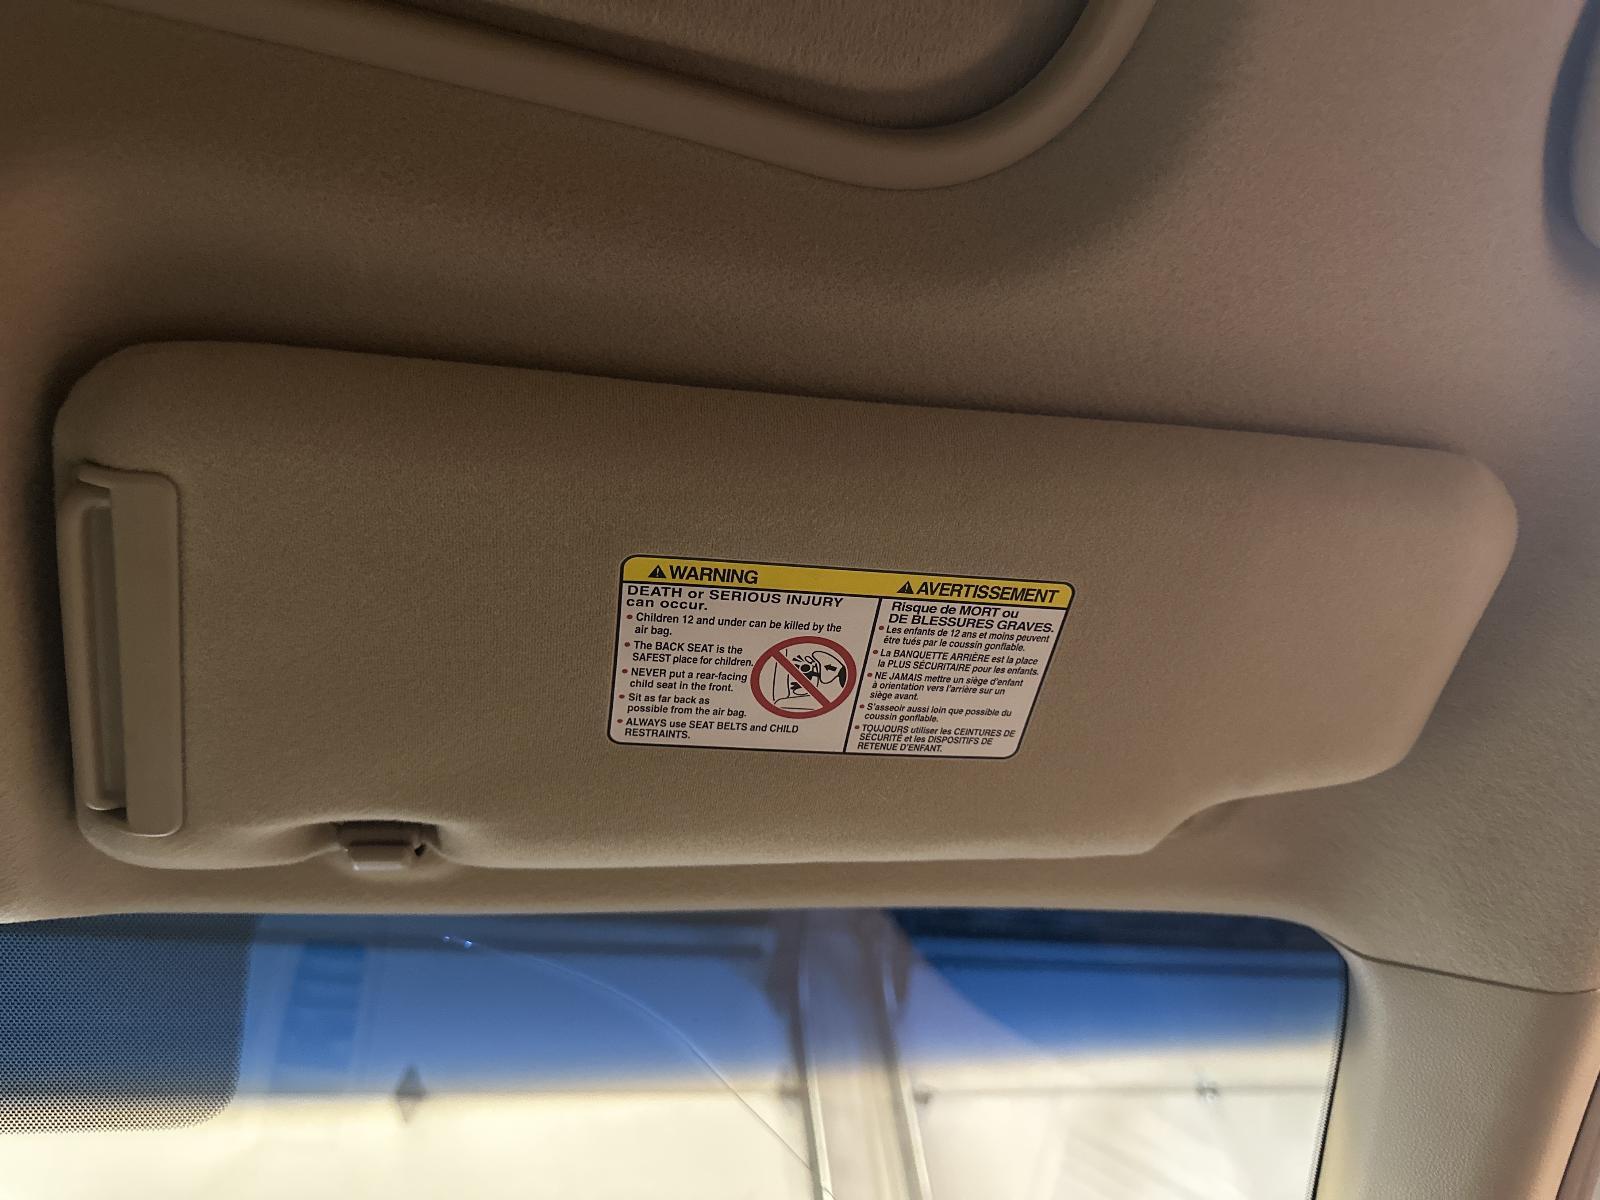 WARNING
DEATH or SERIOUS INJURY
can occur.
• Children 12 and under can be killed by the
air bag.
• The BACK SEAT is the
SAFEST place for children.
• NEVER put a rear-facing
child seat in the front.
• Sit as far back as
possible from the air bag.
• ALWAYS use SEAT BELTS and CHILD
RESTRAINTS.
AVERTISSEMENT
Risque de MORT ou
DE BLESSURES GRAVES.
• Les enfants de 12 ans et moins peuvent
être tués par le coussin gonflable.
• La BANQUETTE ARRIÈRE est la place
la PLUS SÉCURITAIRE pour les enfants.
• NE JAMAIS mettre un siège d'enfant
à orientation vers l'arrière sur un
siège avant.
• S'asseoir aussi loin que possible du
coussin gonflable.
• TOUJOURS utiliser les CEINTURES DE
SÉCURITÉ et les DISPOSITIFS DE
RETENUE D'ENFANT.